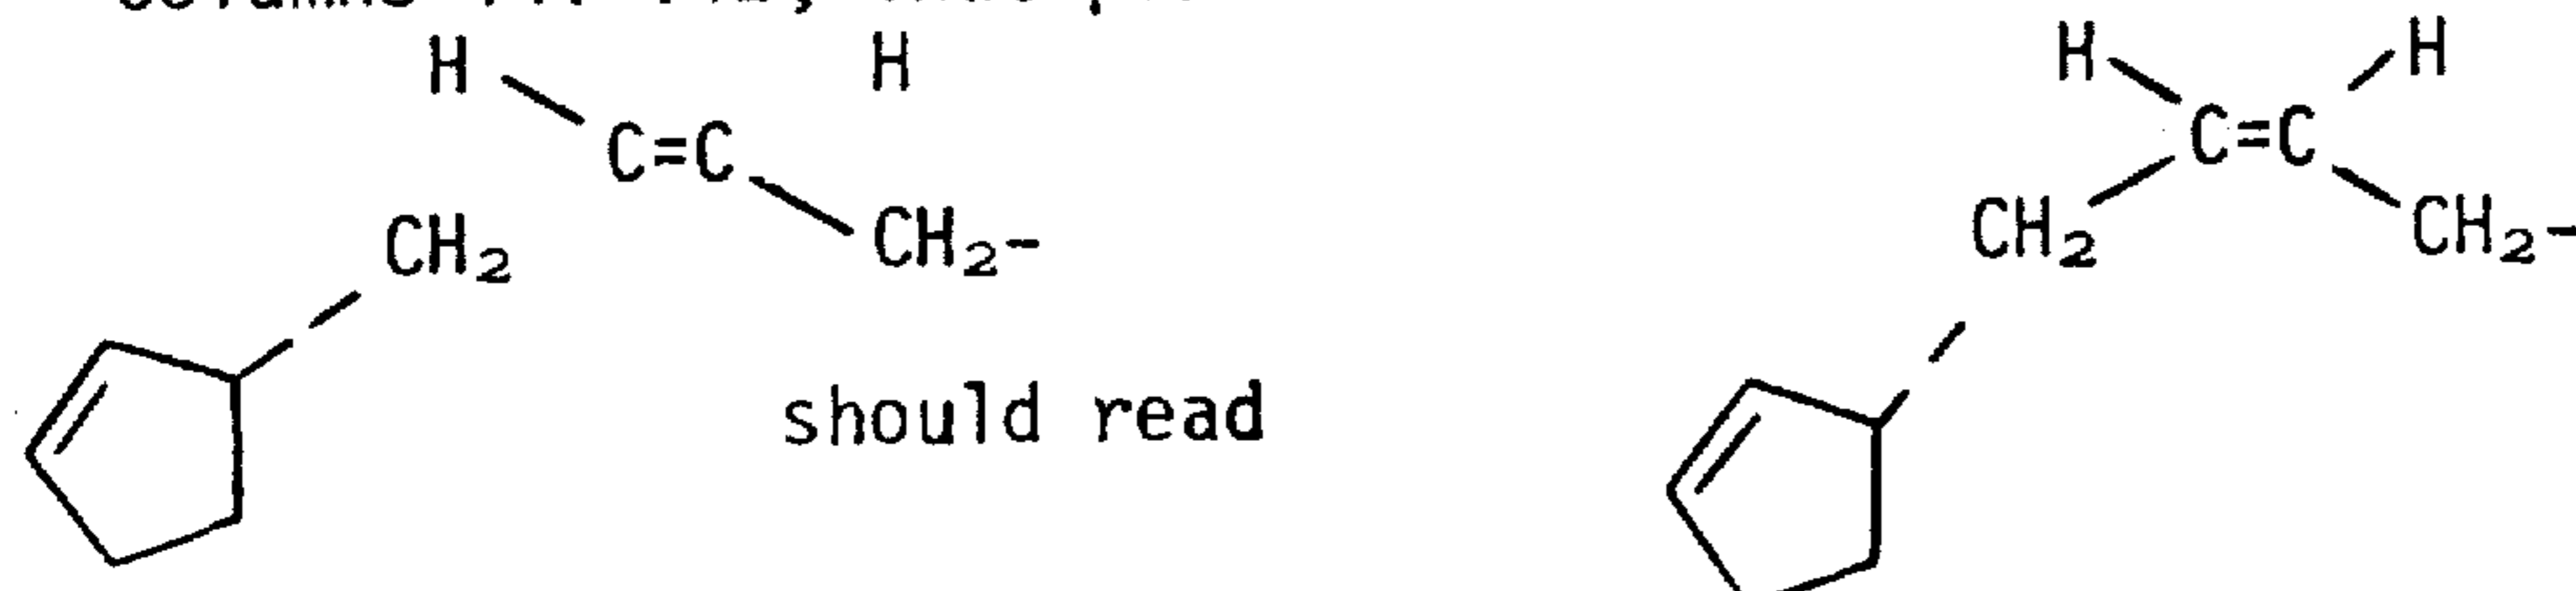 H H H H
C=C C=C
CH₂ CH₂- CH₂ CH₂-
should read